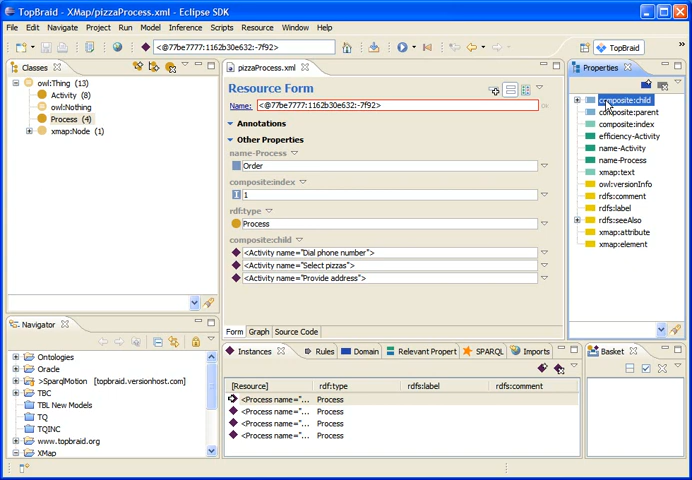 TopBraid - XMap/pizzaProcess.xml - Eclipse SDK
File Edit Navigate Project Run Model Inference Scripts Resource Window Help
<@77be7777:1162b30e632:-7f92>
TopBraid
Classes
owl:Thing (13)
Activity (8)
owl:Nothing
Process (4)
xmap:Node (1)
pizzaProcess.xml
Resource Form
Name:
<@77be7777:1162b30e632:-7f92>
OK
Annotations
Other Properties
name-Process
Order
composite:index
1
rdf:type
Process
composite:child
<Activity name="Dial phone number">
<Activity name="Select pizzas">
<Activity name="Provide address">
Form Graph Source Code
Properties
composite:child
composite:parent
composite:index
efficiency-Activity
name-Activity
name-Process
xmap:text
owl:versionInfo
rdfs:comment
rdfs:label
rdfs:seeAlso
xmap:attribute
xmap:element
Navigator
Ontologies
Oracle
>SparqlMotion [topbraid.versionhost.com]
TBC
TBL New Models
TQ
TQINC
www.topbraid.org
XMap
Instances Rules Domain Relevant Propert SPARQL Imports
[Resource] rdf:type rdfs:label rdfs:comment
<Process name="... Process
<Process name="... Process
<Process name="... Process
<Process name="... Process
Basket